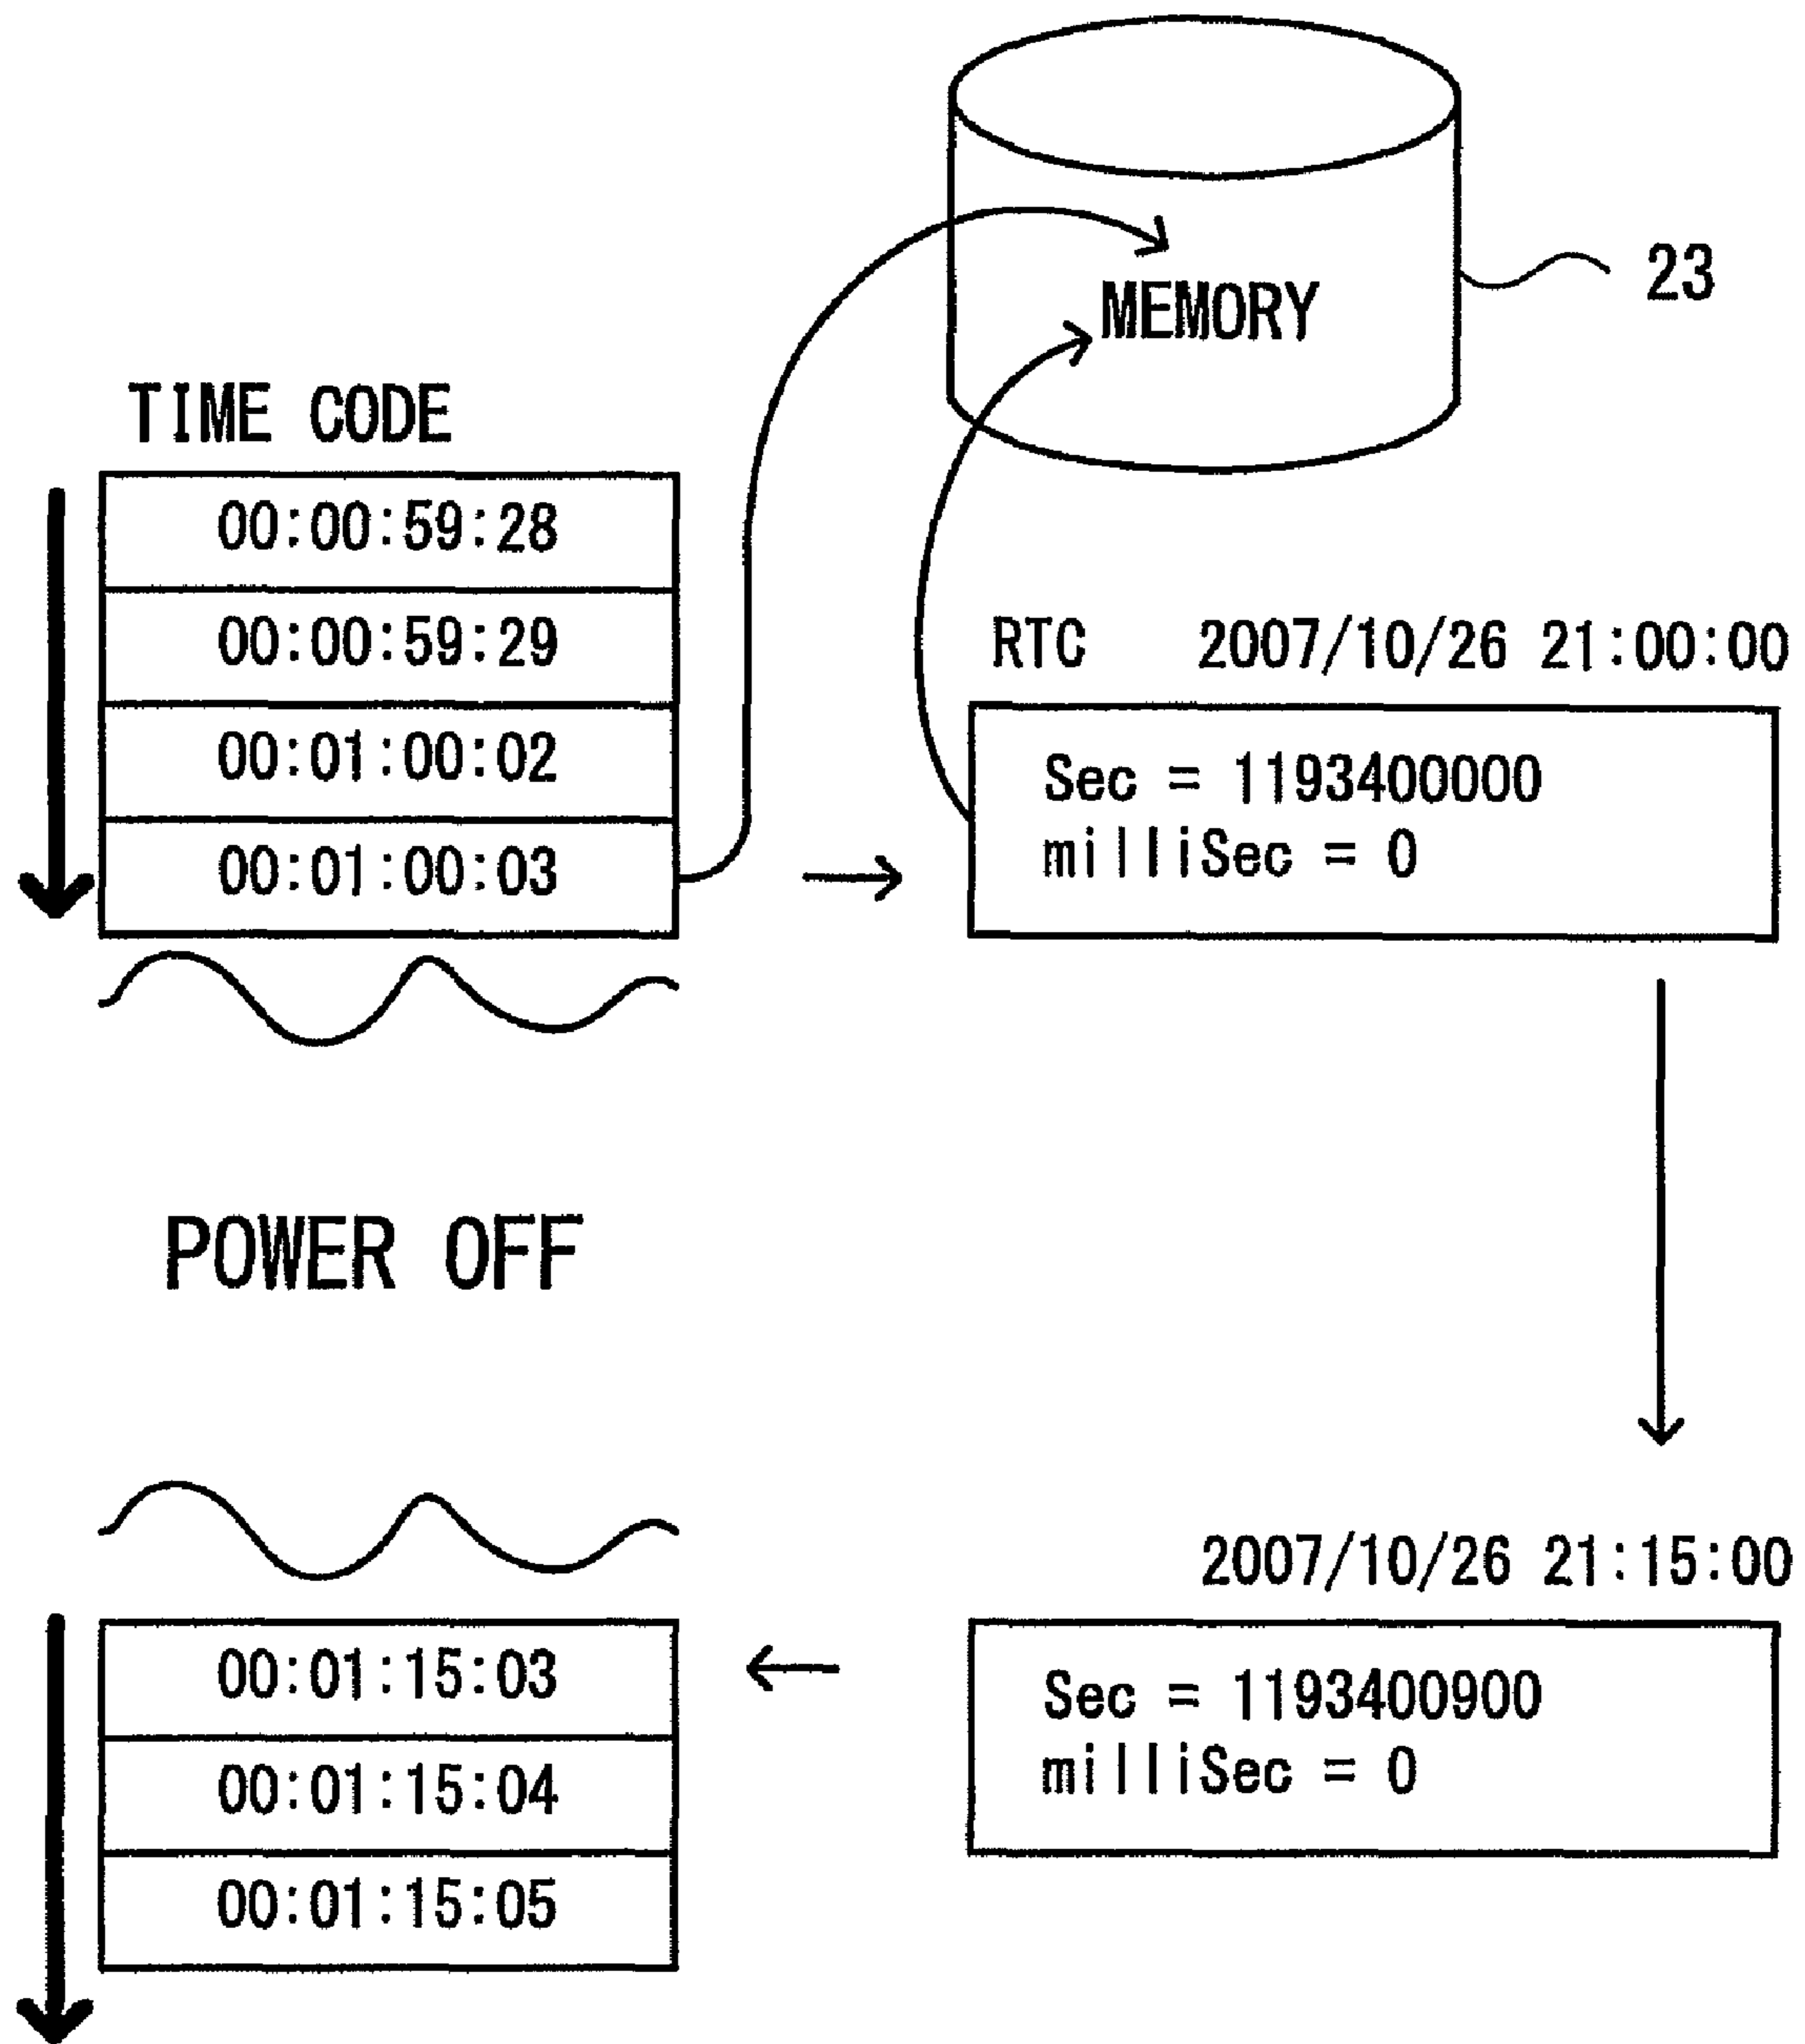 MEMORY
23
TIME CODE
00:00:59:28
00:00:59:29
00:01:00:02
00:01:00:03
RTC 2007/10/26 21:00:00
Sec = 1193400000
milliSec = 0
POWER OFF
2007/10/26 21:15:00
00:01:15:03
00:01:15:04
00:01:15:05
Sec = 1193400900
milliSec = 0